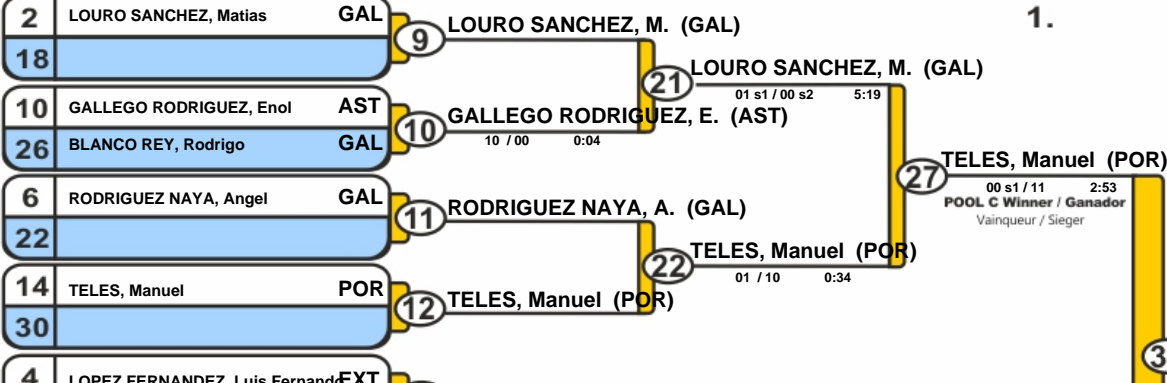 2 LOURO SANCHEZ, Matias GAL
18
9 LOURO SANCHEZ, M. (GAL)
10 GALLEGO RODRIGUEZ, Enol AST
26 BLANCO REY, Rodrigo GAL
10 GALLEGO RODRIGUEZ, E. (AST)
10 / 00 0:04
21 LOURO SANCHEZ, M. (GAL)
01 s1 / 00 s2 5:19
6 RODRIGUEZ NAYA, Angel GAL
22
11 RODRIGUEZ NAYA, A. (GAL)
14 TELES, Manuel POR
30
12 TELES, Manuel (POR)
22 TELES, Manuel (POR)
01 / 10 0:34
27 TELES, Manuel (POR)
00 s1 / 11 2:53
POOL C Winner / Ganador
Vainqueur / Sieger
1.
4 LOPEZ FERNANDEZ, Luis Fernando EXT
3